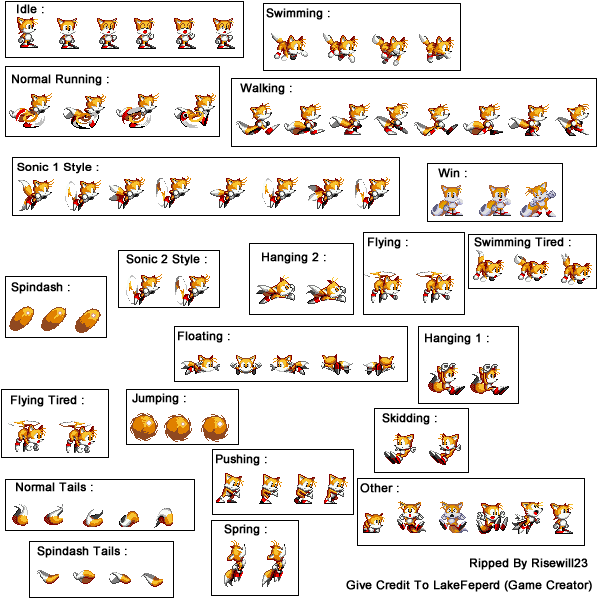 Idle :
Swimming :
Normal Running :
Walking :
Sonic 1 Style :
Win :
Flying :
Swimming Tired :
Sonic 2 Style :
Hanging 2 :
Spindash :
Floating :
Hanging 1 :
Flying Tired :
Jumping :
Skidding :
Pushing :
Normal Tails :
Other :
Spring :
Spindash Tails :
Ripped By Risewill23
Give Credit To LakeFeperd (Game Creator)